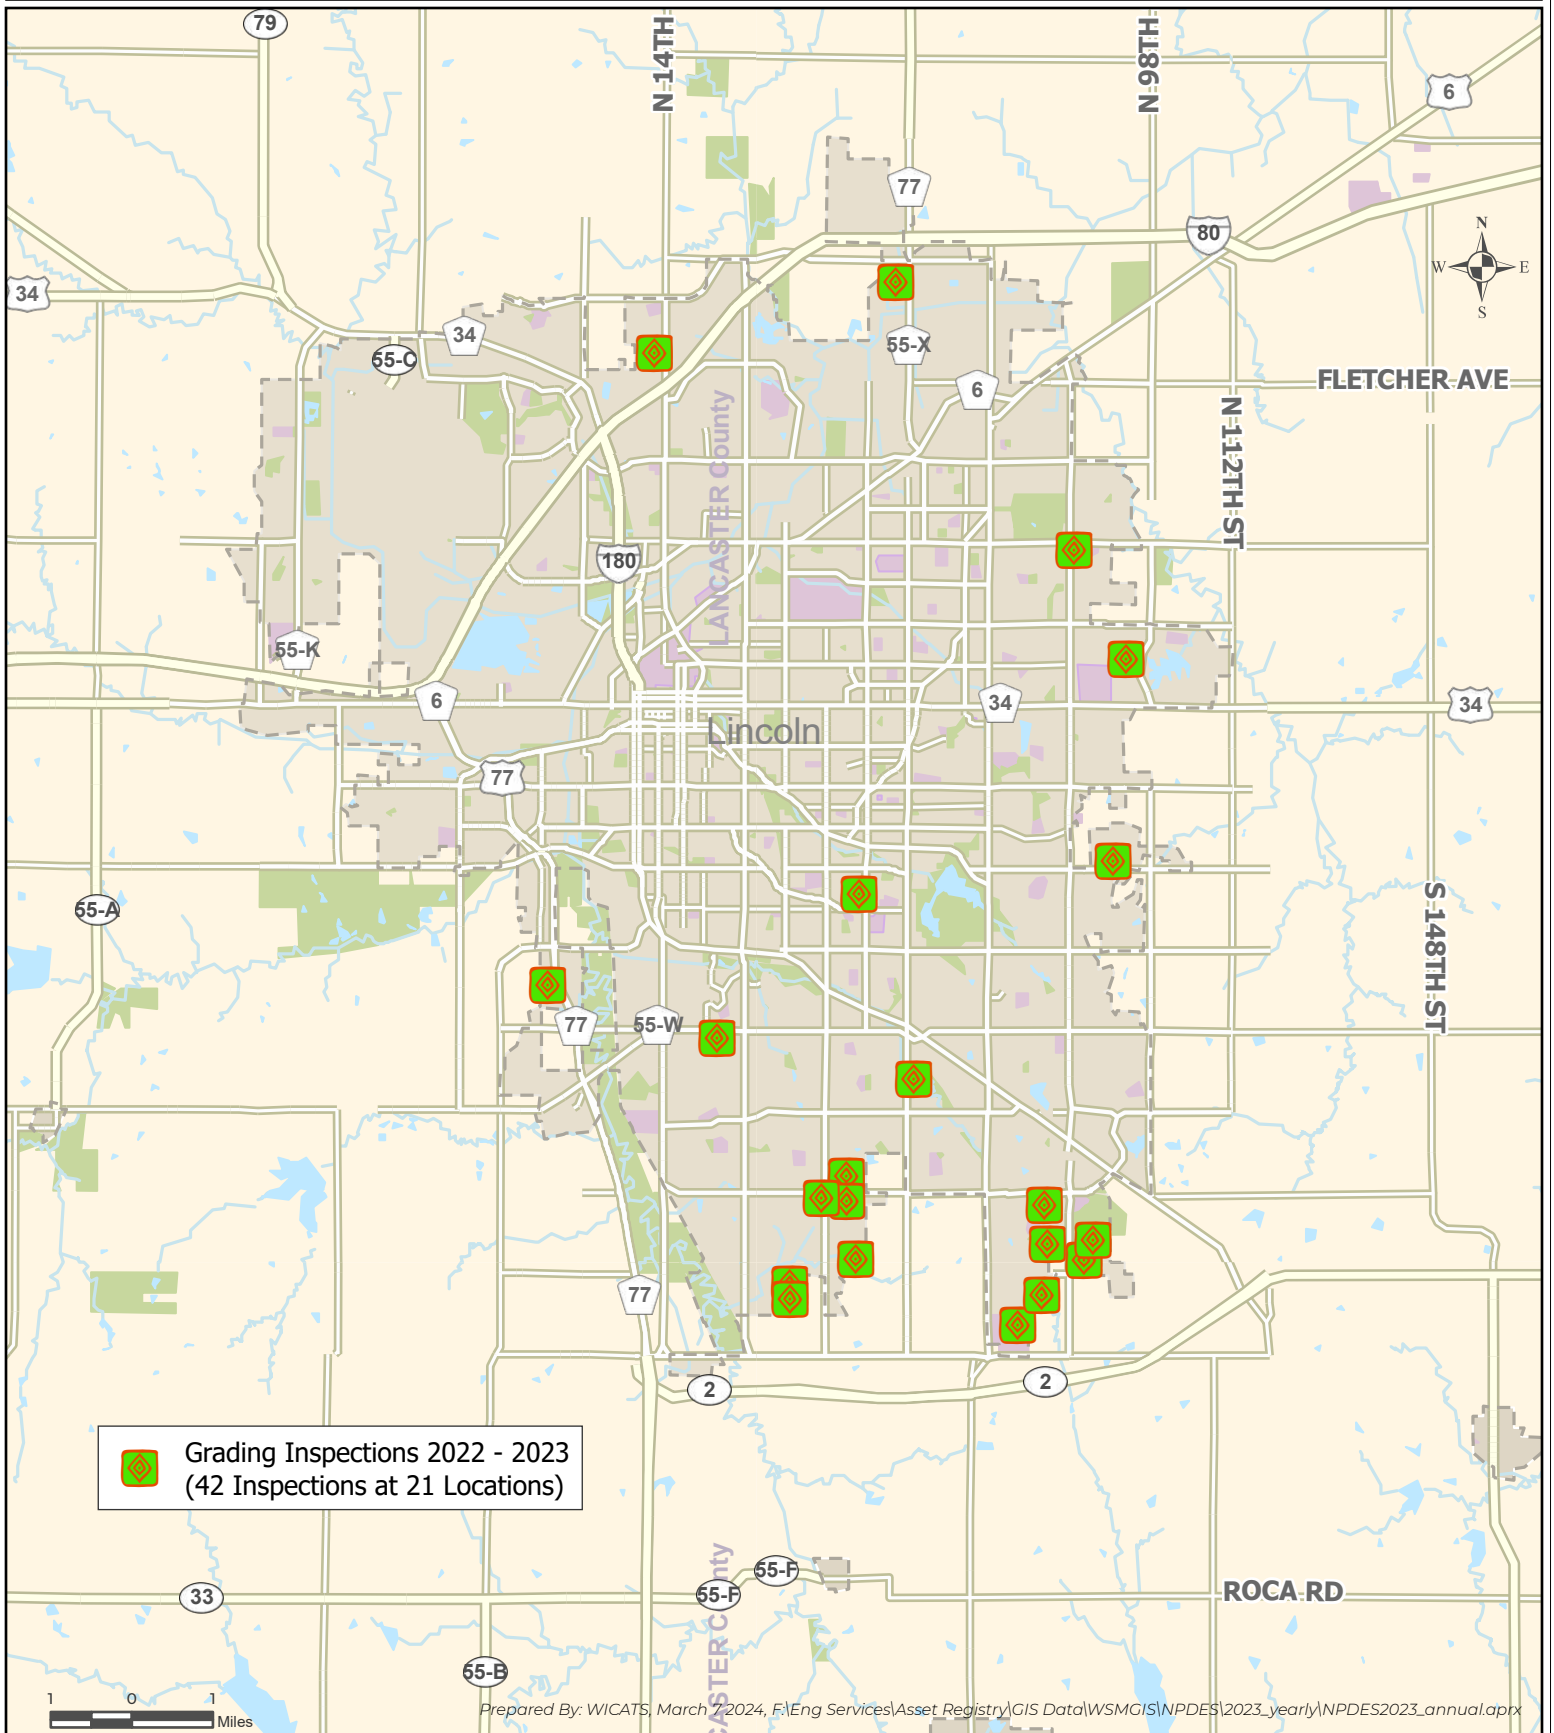 79
N 14TH
N 98TH
6
77
80
N
W
E
S
34
34
55-C
55-X
6
FLETCHER AVE
N 112TH ST
LANCASTER County
180
55-K
6
34
34
Lincoln
77
55-A
S 148TH ST
77
55-W
77
2
2
Grading Inspections 2022 - 2023
(42 Inspections at 21 Locations)
55-F
55-F
33
ROCA RD
CASTER County
55-B
1
0
1
Miles
Prepared By: WICATS, March 7 2024, F:\Eng Services\Asset Registry\GIS Data\WSMGIS\NPDES\2023_yearly\NPDES2023_annual.aprx